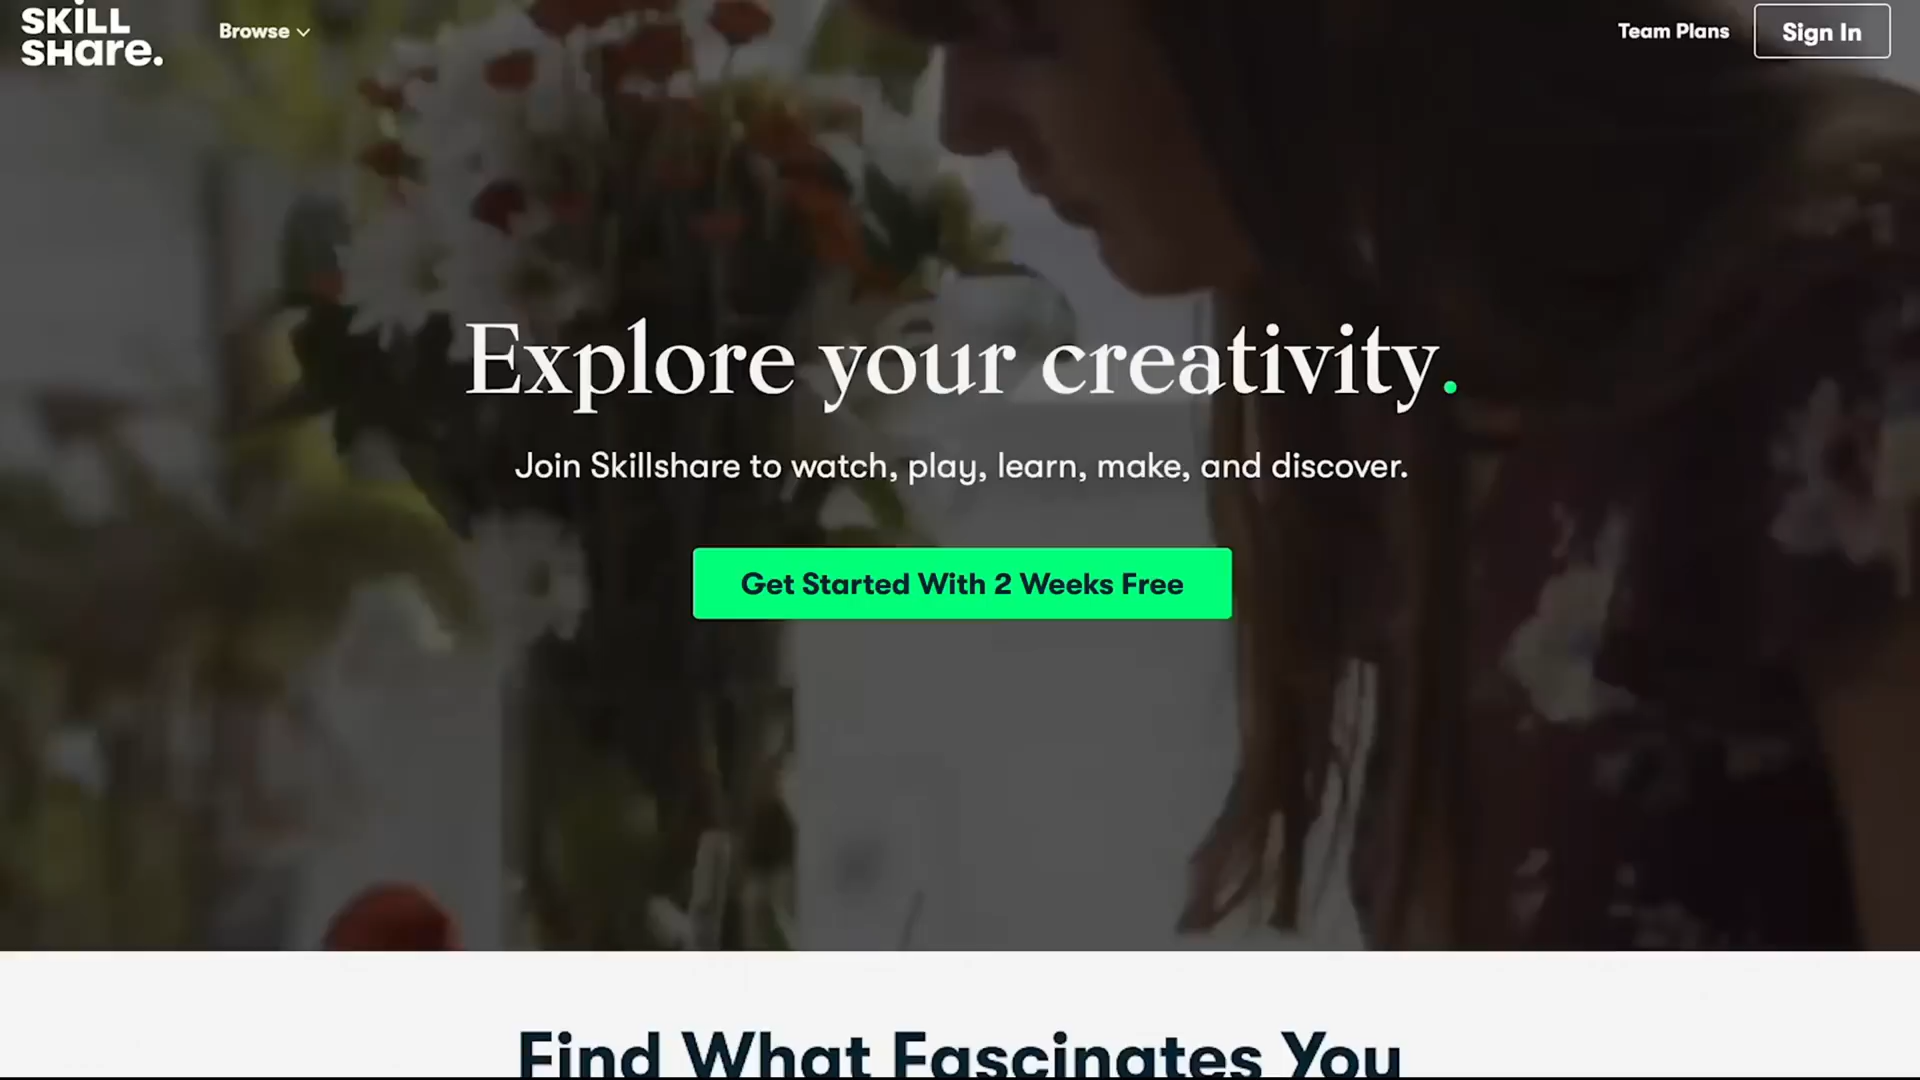 SKiLL
SHare.
Browse
Team Plans
Sign In
Explore your creativity.
Join Skillshare to watch, play, learn, make, and discover.
Get Started With 2 Weeks Free
Find What Fascinates You